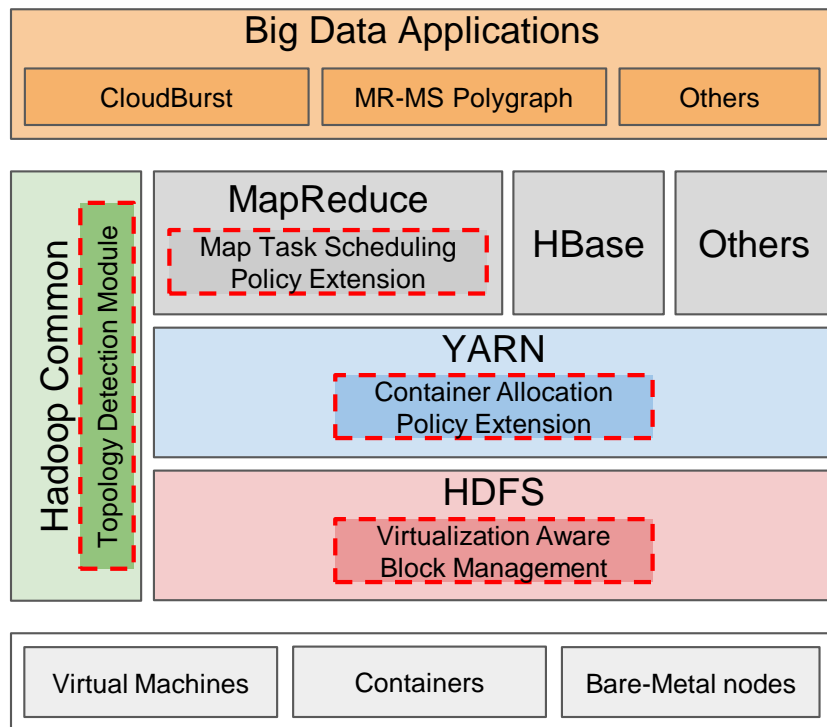 Big Data Applications
CloudBurst
MR-MS Polygraph
Others
Hadoop Common
Topology Detection Module
MapReduce
Map Task Scheduling
Policy Extension
HBase
Others
YARN
Container Allocation
Policy Extension
HDFS
Virtualization Aware
Block Management
Virtual Machines
Containers
Bare-Metal nodes